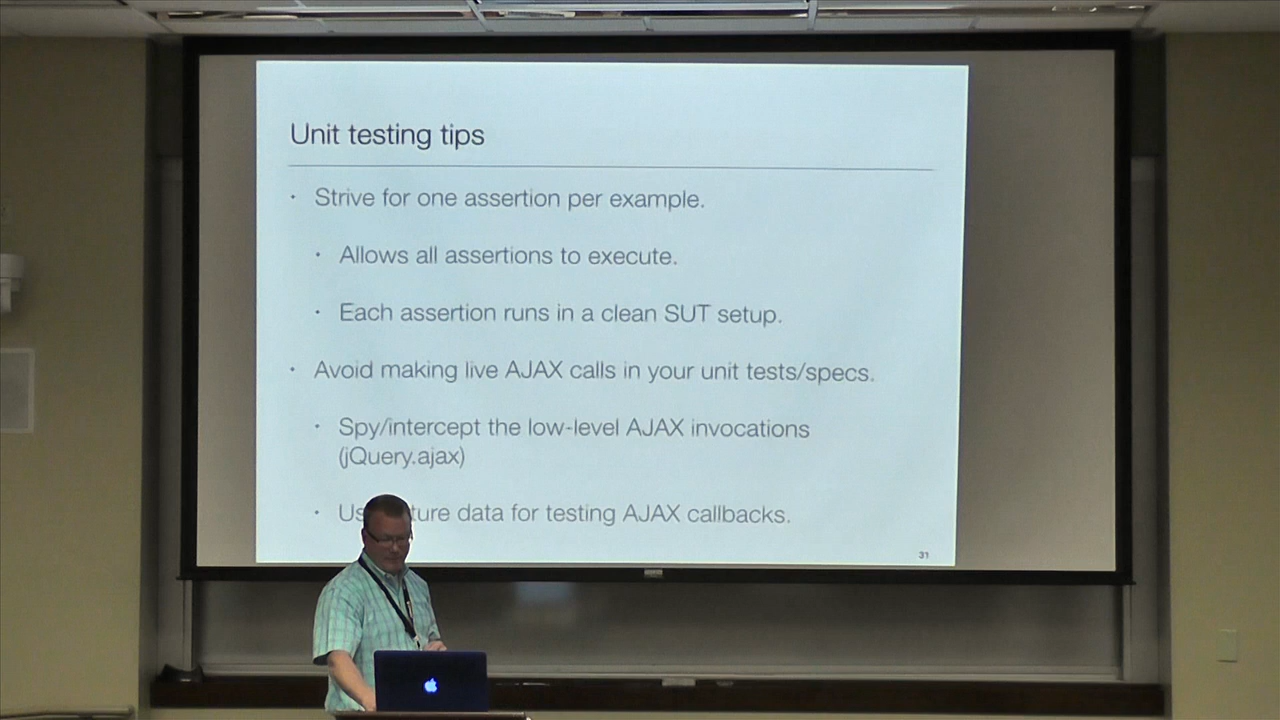 Unit testing tips
• Strive for one assertion per example.
• Allows all assertions to execute.
• Each assertion runs in a clean SUT setup.
• Avoid making live AJAX calls in your unit tests/specs.
• Spy/intercept the low-level AJAX invocations
(jQuery.ajax)
• data for testing AJAX callbacks.
31